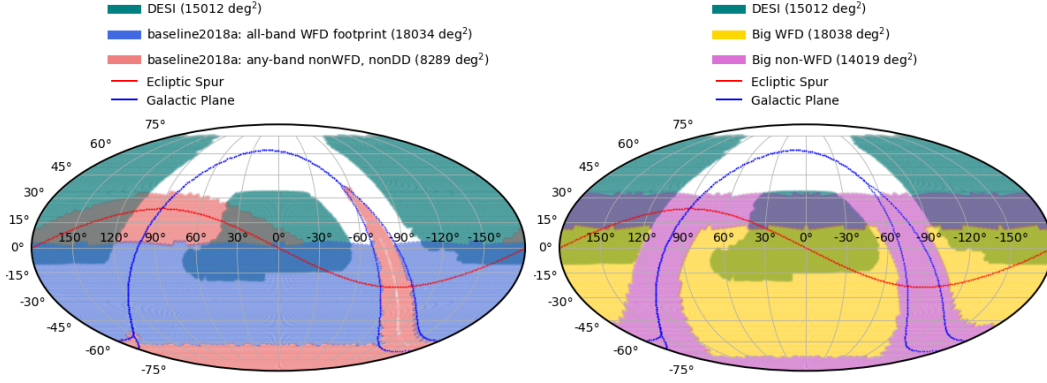 DESI (15012 deg²)
baseline2018a: all-band WFD footprint (18034 deg²)
baseline2018a: any-band nonWFD, nonDD (8289 deg²)
Ecliptic Spur
Galactic Plane
75°
60°
45°
30°
15°
0°
-15°
-30°
-45°
-60°
-75°
150° 120° 90° 60° 30° 0° -30° -60° -90° -120° -150°
DESI (15012 deg²)
Big WFD (18038 deg²)
Big non-WFD (14019 deg²)
Ecliptic Spur
Galactic Plane
75°
60°
45°
30°
15°
0°
-15°
-30°
-45°
-60°
-75°
150° 120° 90° 60° 30° 0° -30° -60° -90° -120° -150°